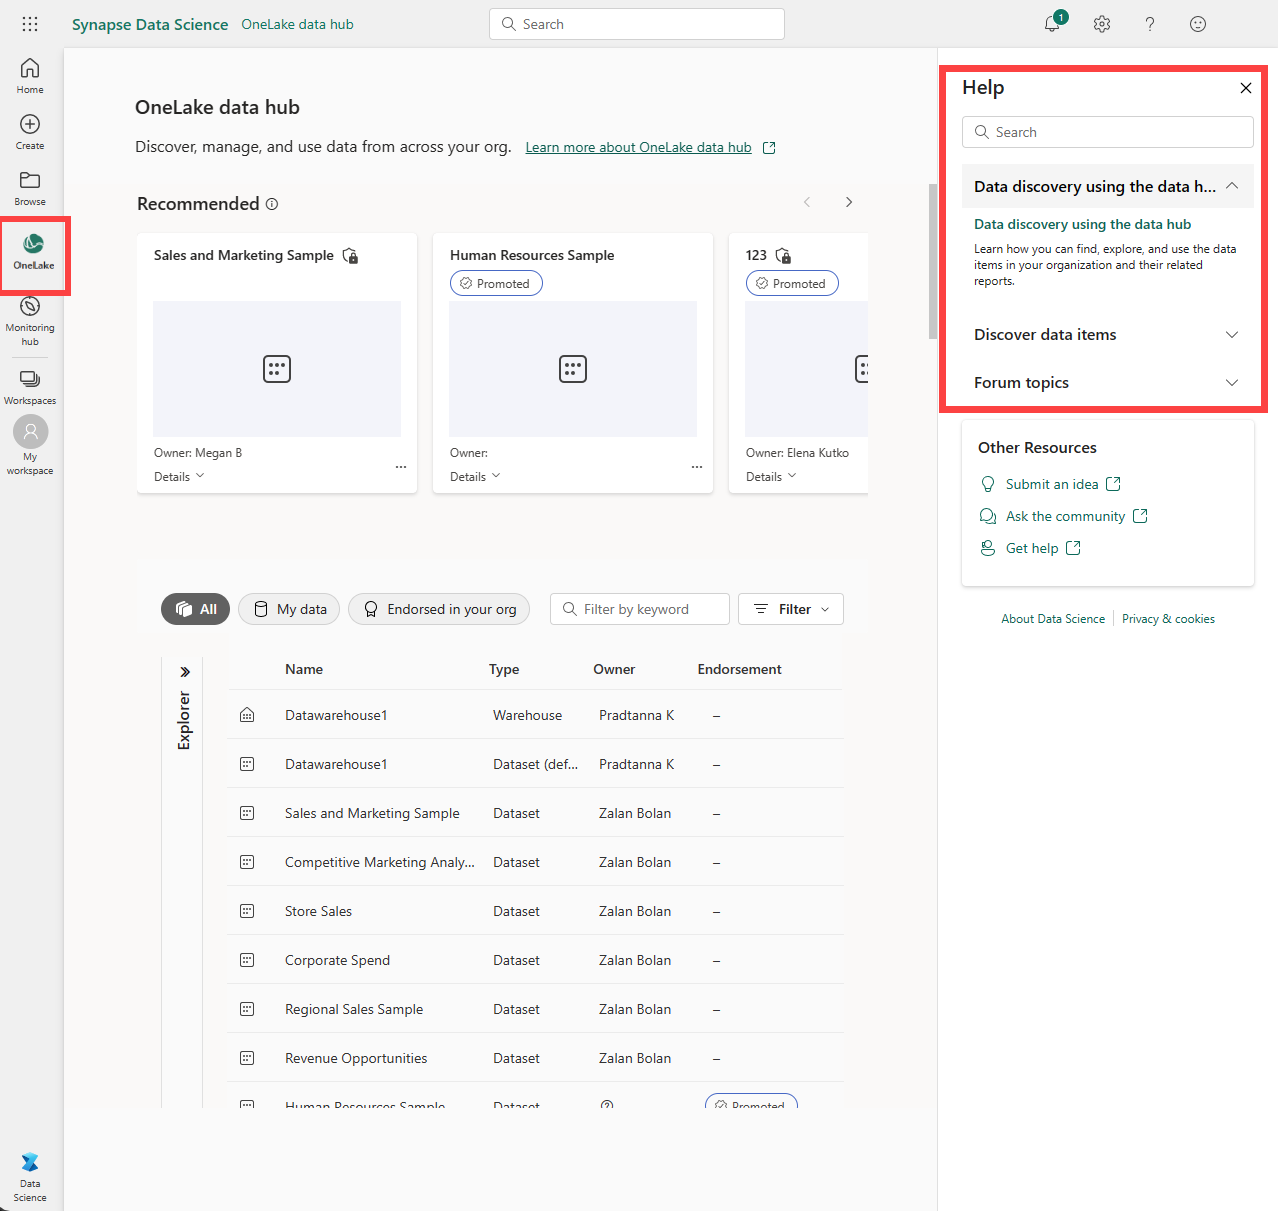 Synapse Data Science OneLake data hub
Search
1
Home
Create
Browse
OneLake
Monitoring
hub
Workspaces
My
workspace
Data
Science
OneLake data hub
Discover, manage, and use data from across your org. Learn more about OneLake data hub
Recommended
Sales and Marketing Sample
Owner: Megan B
Details
Human Resources Sample
Promoted
Owner:
Details
123
Promoted
Owner: Elena Kutko
Details
All
My data
Endorsed in your org
Filter by keyword
Filter
Explorer
Name Type Owner Endorsement
Datawarehouse1 Warehouse Pradtanna K –
Datawarehouse1 Dataset (def... Pradtanna K –
Sales and Marketing Sample Dataset Zalan Bolan –
Competitive Marketing Analy... Dataset Zalan Bolan –
Store Sales Dataset Zalan Bolan –
Corporate Spend Dataset Zalan Bolan –
Regional Sales Sample Dataset Zalan Bolan –
Revenue Opportunities Dataset Zalan Bolan –
Human Resources Sample Dataset Promoted
Help
Search
Data discovery using the data h...
Data discovery using the data hub
Learn how you can find, explore, and use the data
items in your organization and their related
reports.
Discover data items
Forum topics
Other Resources
Submit an idea
Ask the community
Get help
About Data Science Privacy & cookies